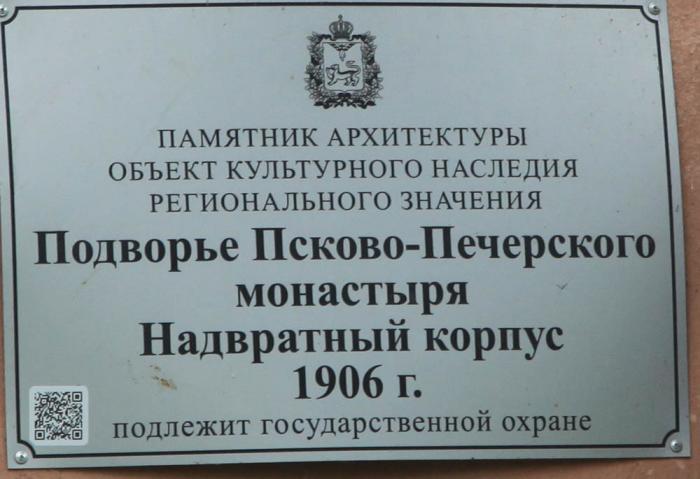 ПАМЯТНИК АРХИТЕКТУРЫ
ОБЪЕКТ КУЛЬТУРНОГО НАСЛЕДИЯ
РЕГИОНАЛЬНОГО ЗНАЧЕНИЯ
Подворье Псково-Печерского
монастыря
Надвратный корпус
1906 г.
подлежит государственной охране